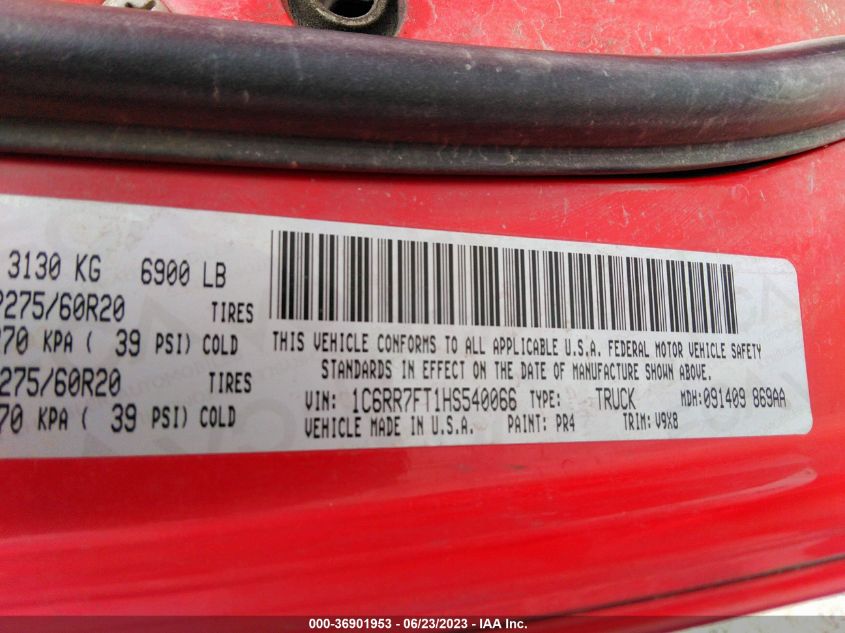 3130 KG 6900 LB
275/60R20 TIRES
70 KPA ( 39 PSI) COLD
275/60R20
70 KPA ( 39 PSI) COLD
THIS VEHICLE CONFORMS TO ALL APPLICABLE U.S.A. FEDERAL MOTOR VEHICLE SAFETY
STANDARDS IN EFFECT ON THE DATE OF MANUFACTURE SHOWN ABOVE.
VIN: 1C6RR7FT1HS540066 TYPE: TRUCK MDH:091409 869AA
VEHICLE MADE IN U.S.A. PAINT: PR4 TRIM: V9X8
000-36901953 - 06/23/2023 - IAA Inc.